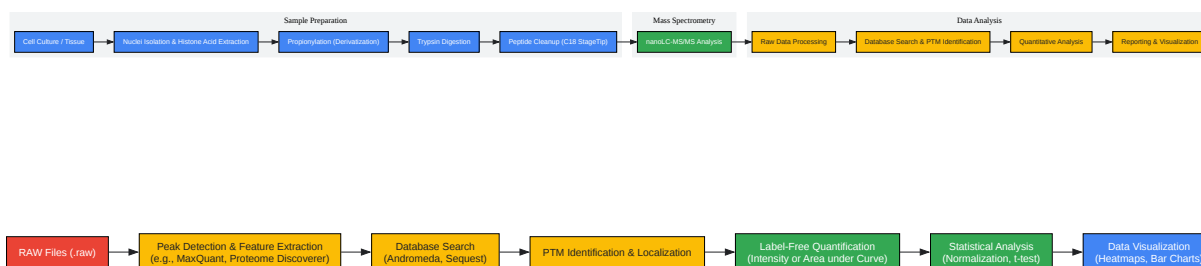 Sample Preparation
Mass Spectrometry
Data Analysis
Cell Culture / Tissue
Nuclei Isolation & Histone Acid Extraction
Propionylation (Derivatization)
Trypsin Digestion
Peptide Cleanup (C18 StageTip)
nanoLC-MS/MS Analysis
Raw Data Processing
Database Search & PTM Identification
Quantitative Analysis
Reporting & Visualization
RAW Files (.raw)
Peak Detection & Feature Extraction
(e.g., MaxQuant, Proteome Discoverer)
Database Search
(Andromeda, Sequest)
PTM Identification & Localization
Label-Free Quantification
(Intensity or Area under Curve)
Statistical Analysis
(Normalization, t-test)
Data Visualization
(Heatmaps, Bar Charts)